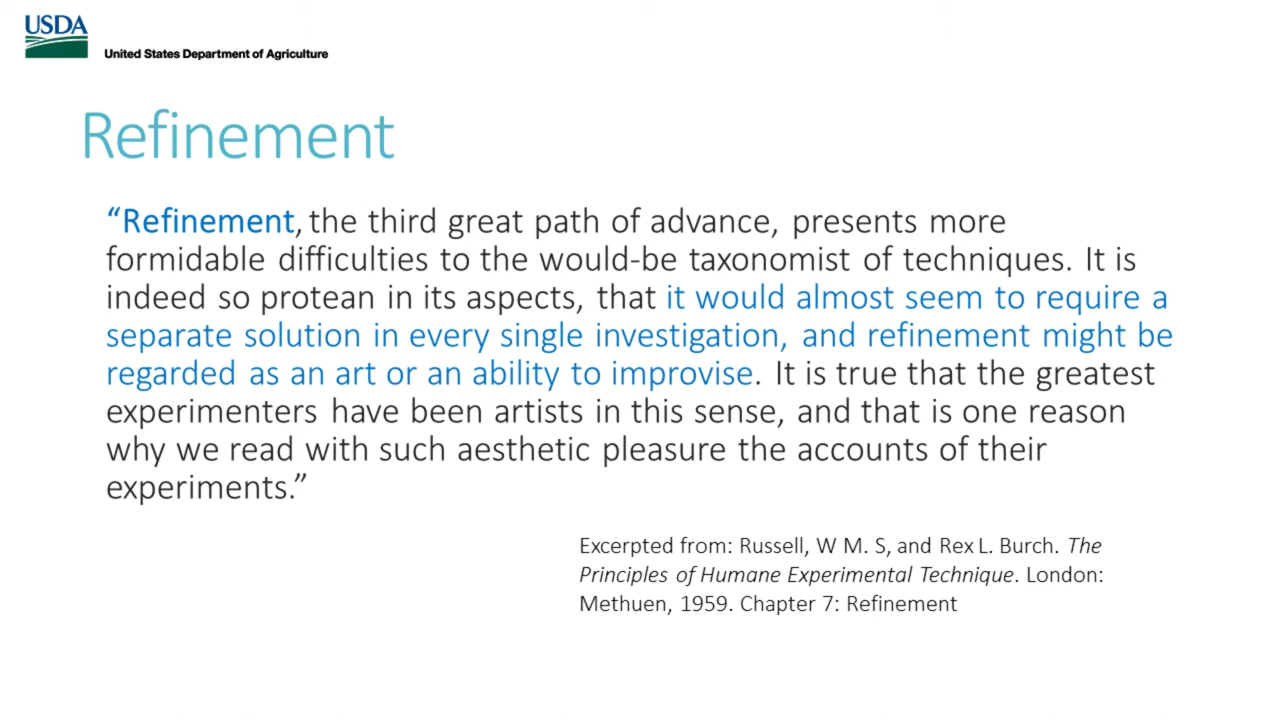 USDA
United States Department of Agriculture
Refinement
“Refinement, the third great path of advance, presents more
formidable difficulties to the would-be taxonomist of techniques. It is
indeed so protean in its aspects, that it would almost seem to require a
separate solution in every single investigation, and refinement might be
regarded as an art or an ability to improvise. It is true that the greatest
experimenters have been artists in this sense, and that is one reason
why we read with such aesthetic pleasure the accounts of their
experiments.”
Excerpted from: Russell, W M. S, and Rex L. Burch. The
Principles of Humane Experimental Technique. London:
Methuen, 1959. Chapter 7: Refinement